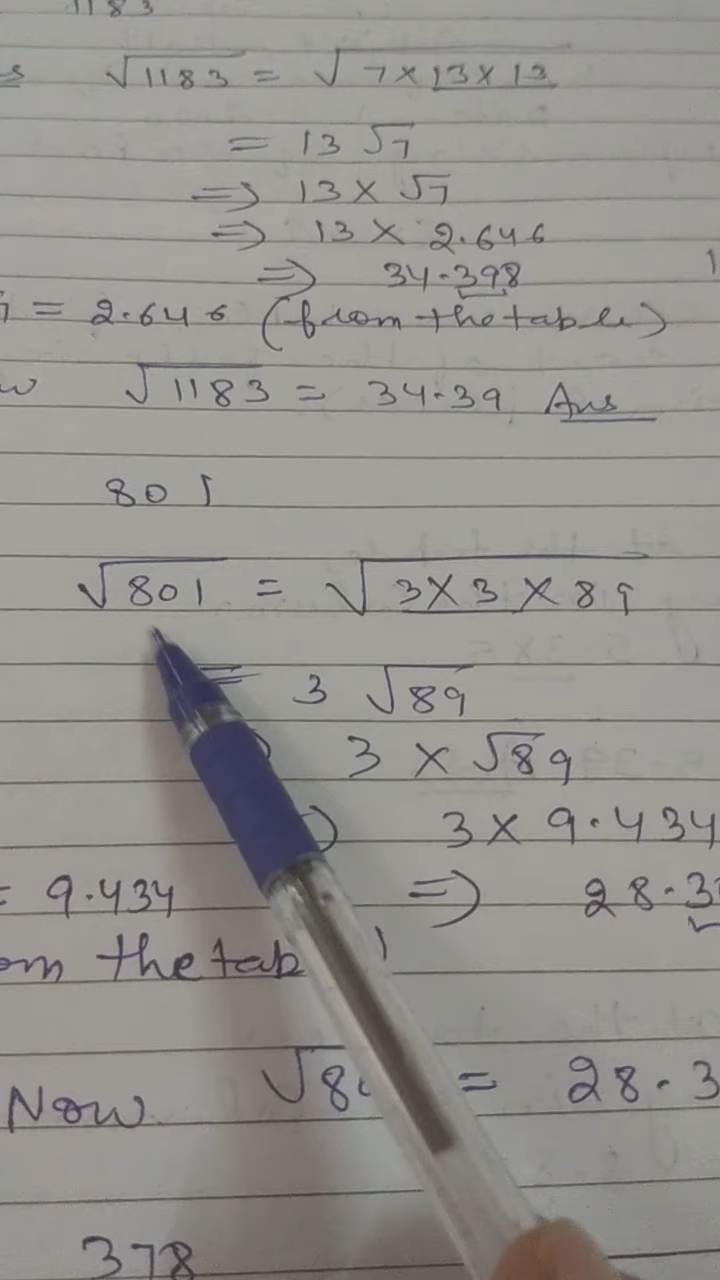 1183
√1183 = √7×13×13
= 13 √7
⇒ 13 × √7
⇒ 13 × 2.646
⇒ 34.398
= 2.646 (from the table)
√1183 = 34.39 Ans
801
√801 = √3×3×89
= 3 √89
3 × √89
3 × 9.434
= 9.434 ⇒ 28.3
the tab
Now √80 = 28.3
378